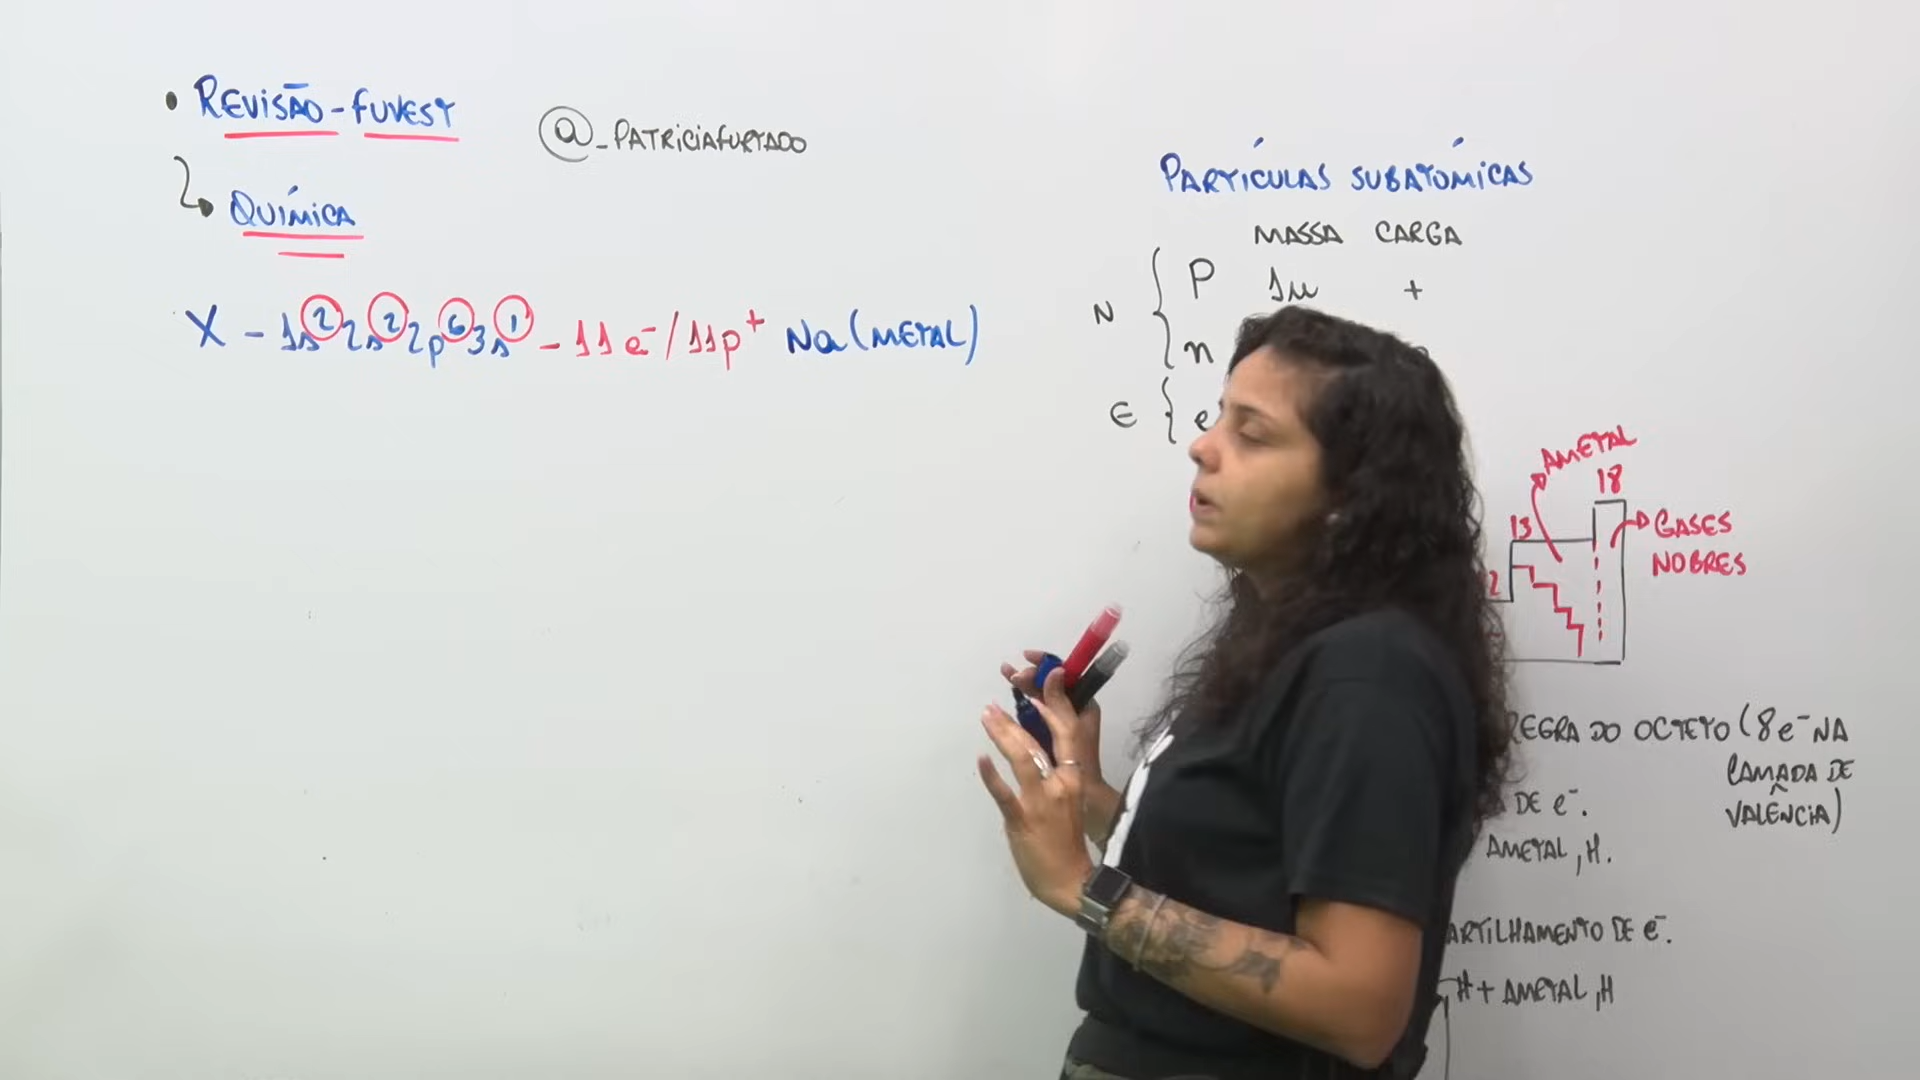 • REVISÃO - FUVEST
@_PATRICIAFURTADO
QUÍMICA
X - 1s² 2s² 2p⁶ 3s¹ - 11 e⁻ / 11p⁺ Na (METAL)
PARTÍCULAS SUBATÔMICAS
MASSA CARGA
N { P 1u +
n
E { e
AMETAL
18
13
GASES
NOBRES
2
REGRA DO OCTETO (8e⁻ NA
CAMADA DE
VALÊNCIA)
DE e⁻.
AMETAL, H.
ARTILHAMENTO DE e⁻.
H + AMETAL, H